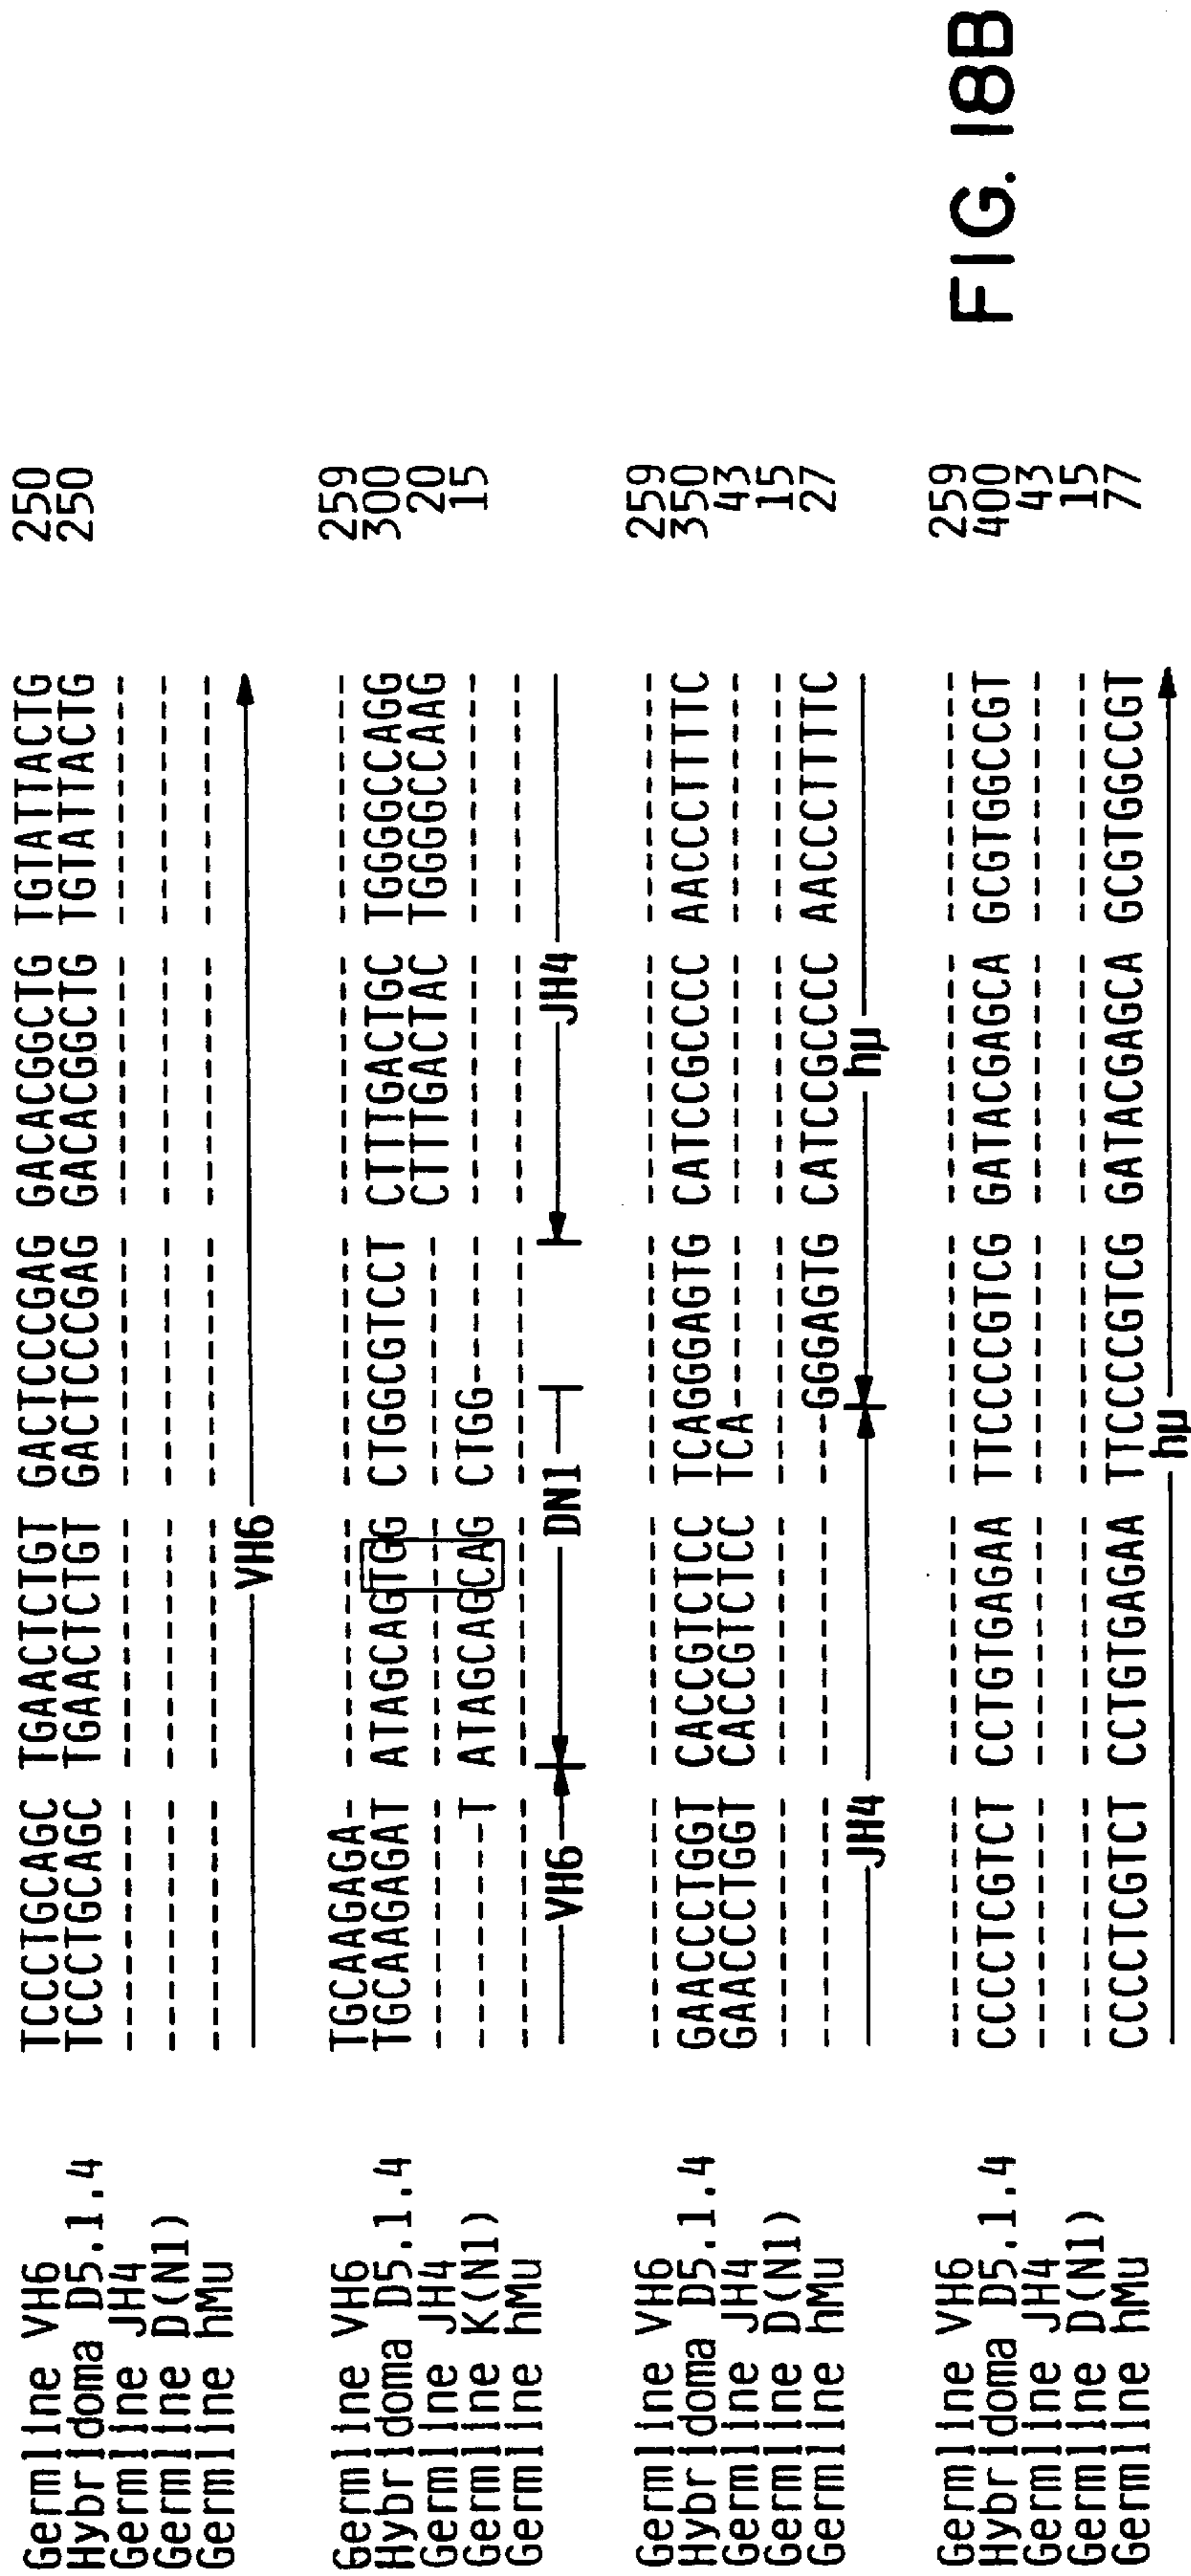 Germline VH6 TCCCTGCAGC TGAACTCTGT GACTCCCGAG GACACGGCTG TGTATTACTG 250
Hybridoma D5.1.4 TCCCTGCAGC TGAACTCTGT GACTCCCGAG GACACGGCTG TGTATTACTG 250
Germline JH4 ---------- ---------- ---------- ---------- ----------
Germline D(N1) ---------- ---------- ---------- ---------- ----------
Germline hMu ---------- ---------- ---------- ---------- ----------
VH6
Germline VH6 TGCAAGAGA- ---------- ---------- ---------- ---------- 259
Hybridoma D5.1.4 TGCAAGAGAT ATAGCAGTGG CTGGCGTCCT CTTTGACTGC TGGGGCCAGG 300
Germline JH4 ---------- ---------- ---------- CTTTGACTAC TGGGGCCAAG 20
Germline K(N1) ---------T ATAGCAGCAG CTGG------ ---------- ---------- 15
Germline hMu ---------- ---------- ---------- ---------- ----------
VH6 DN1 JH4
Germline VH6 ---------- ---------- ---------- ---------- ---------- 259
Hybridoma D5.1.4 GAACCCTGGT CACCGTCTCC TCAGGGAGTG CATCCGCCCC AACCCTTTTC 350
Germline JH4 GAACCCTGGT CACCGTCTCC TCA------- ---------- ---------- 43
Germline D(N1) ---------- ---------- ---------- ---------- ---------- 15
Germline hMu ---------- ---------- ---GGGAGTG CATCCGCCCC AACCCTTTTC 27
JH4 hµ
Germline VH6 ---------- ---------- ---------- ---------- ---------- 259
Hybridoma D5.1.4 CCCCTCGTCT CCTGTGAGAA TTCCCCGTCG GATACGAGCA GCGTGGCCGT 400
Germline JH4 ---------- ---------- ---------- ---------- ---------- 43
Germline D(N1) ---------- ---------- ---------- ---------- ---------- 15
Germline hMu CCCCTCGTCT CCTGTGAGAA TTCCCCGTCG GATACGAGCA GCGTGGCCGT 77
hµ
FIG. 18B